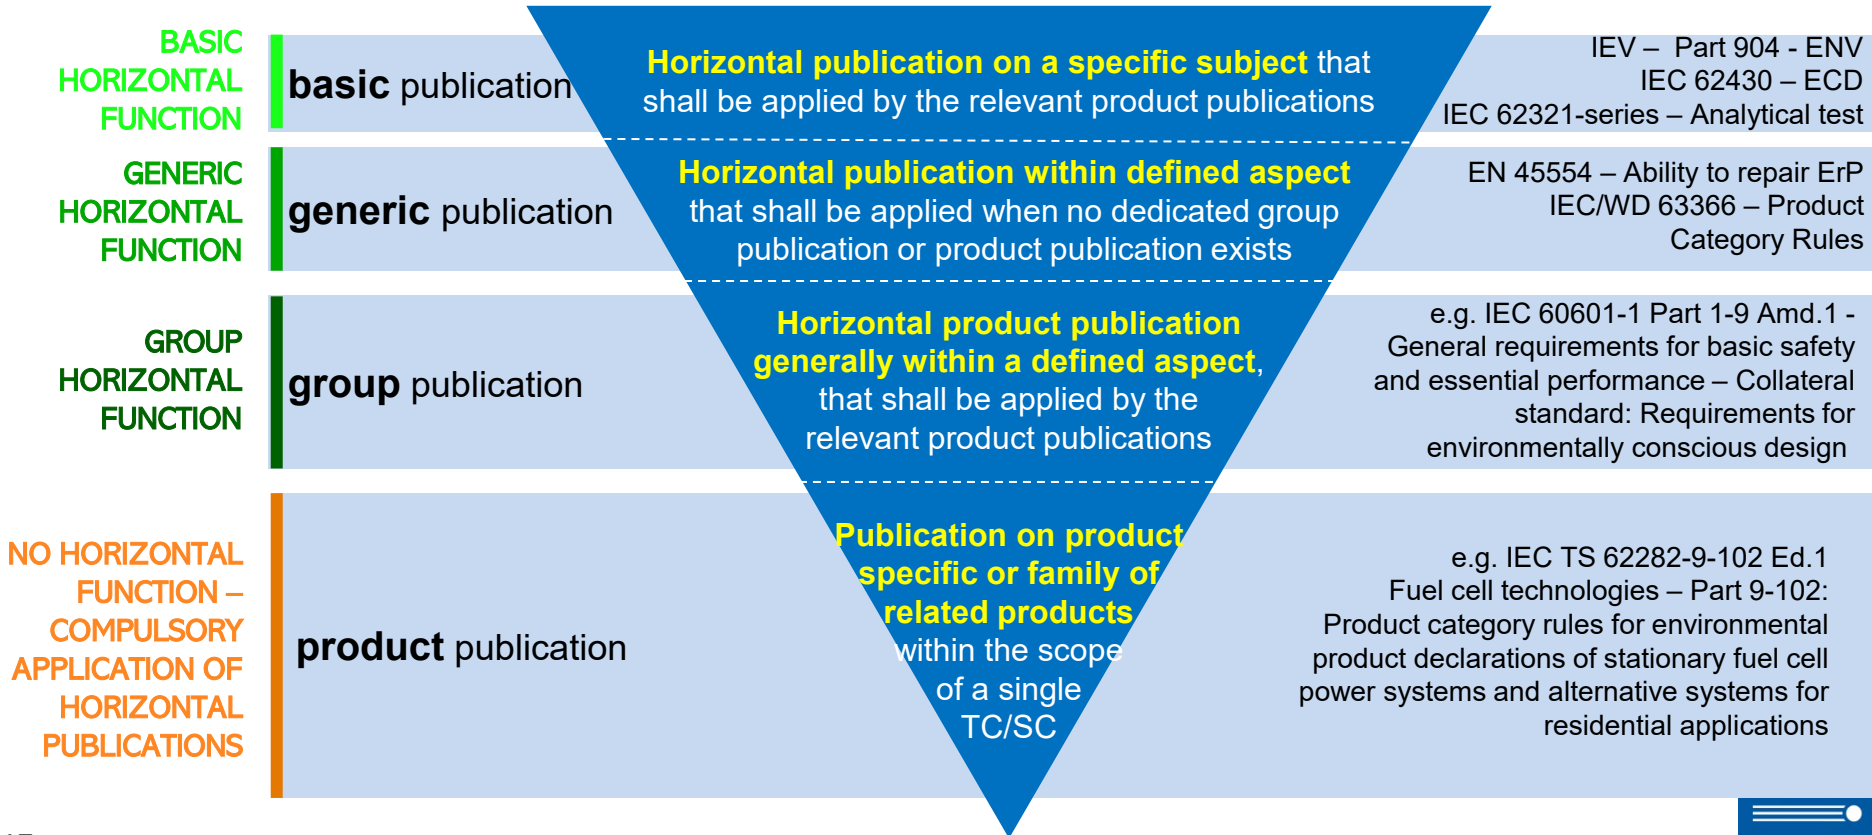 BASIC
HORIZONTAL
FUNCTION
basic publication
Horizontal publication on a specific subject that
shall be applied by the relevant product publications
IEV – Part 904 - ENV
IEC 62430 – ECD
IEC 62321-series – Analytical test
GENERIC
HORIZONTAL
FUNCTION
generic publication
Horizontal publication within defined aspect
that shall be applied when no dedicated group
publication or product publication exists
EN 45554 – Ability to repair ErP
IEC/WD 63366 – Product
Category Rules
GROUP
HORIZONTAL
FUNCTION
group publication
Horizontal product publication
generally within a defined aspect,
that shall be applied by the
relevant product publications
e.g. IEC 60601-1 Part 1-9 Amd.1 -
General requirements for basic safety
and essential performance – Collateral
standard: Requirements for
environmentally conscious design
NO HORIZONTAL
FUNCTION –
COMPULSORY
APPLICATION OF
HORIZONTAL
PUBLICATIONS
product publication
Publication on product
specific or family of
related products
within the scope
of a single
TC/SC
e.g. IEC TS 62282-9-102 Ed.1
Fuel cell technologies – Part 9-102:
Product category rules for environmental
product declarations of stationary fuel cell
power systems and alternative systems for
residential applications